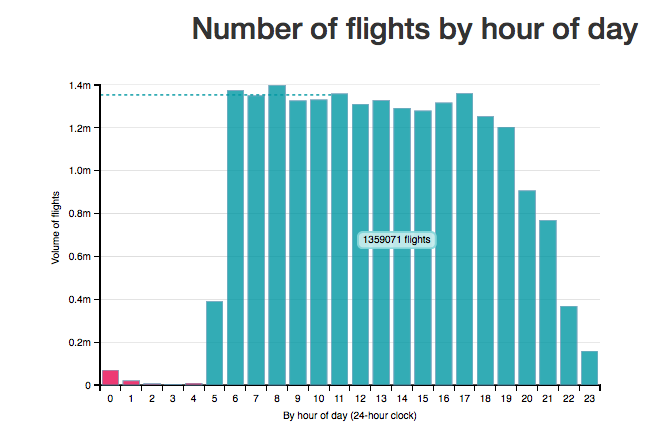 Number of flights by hour of day
1.4m
1.2m
1.0m
0.8m
0.6m
0.4m
0.2m
0
Volume of flights
1359071 flights
0 1 2 3 4 5 6 7 8 9 10 11 12 13 14 15 16 17 18 19 20 21 22 23
By hour of day (24-hour clock)